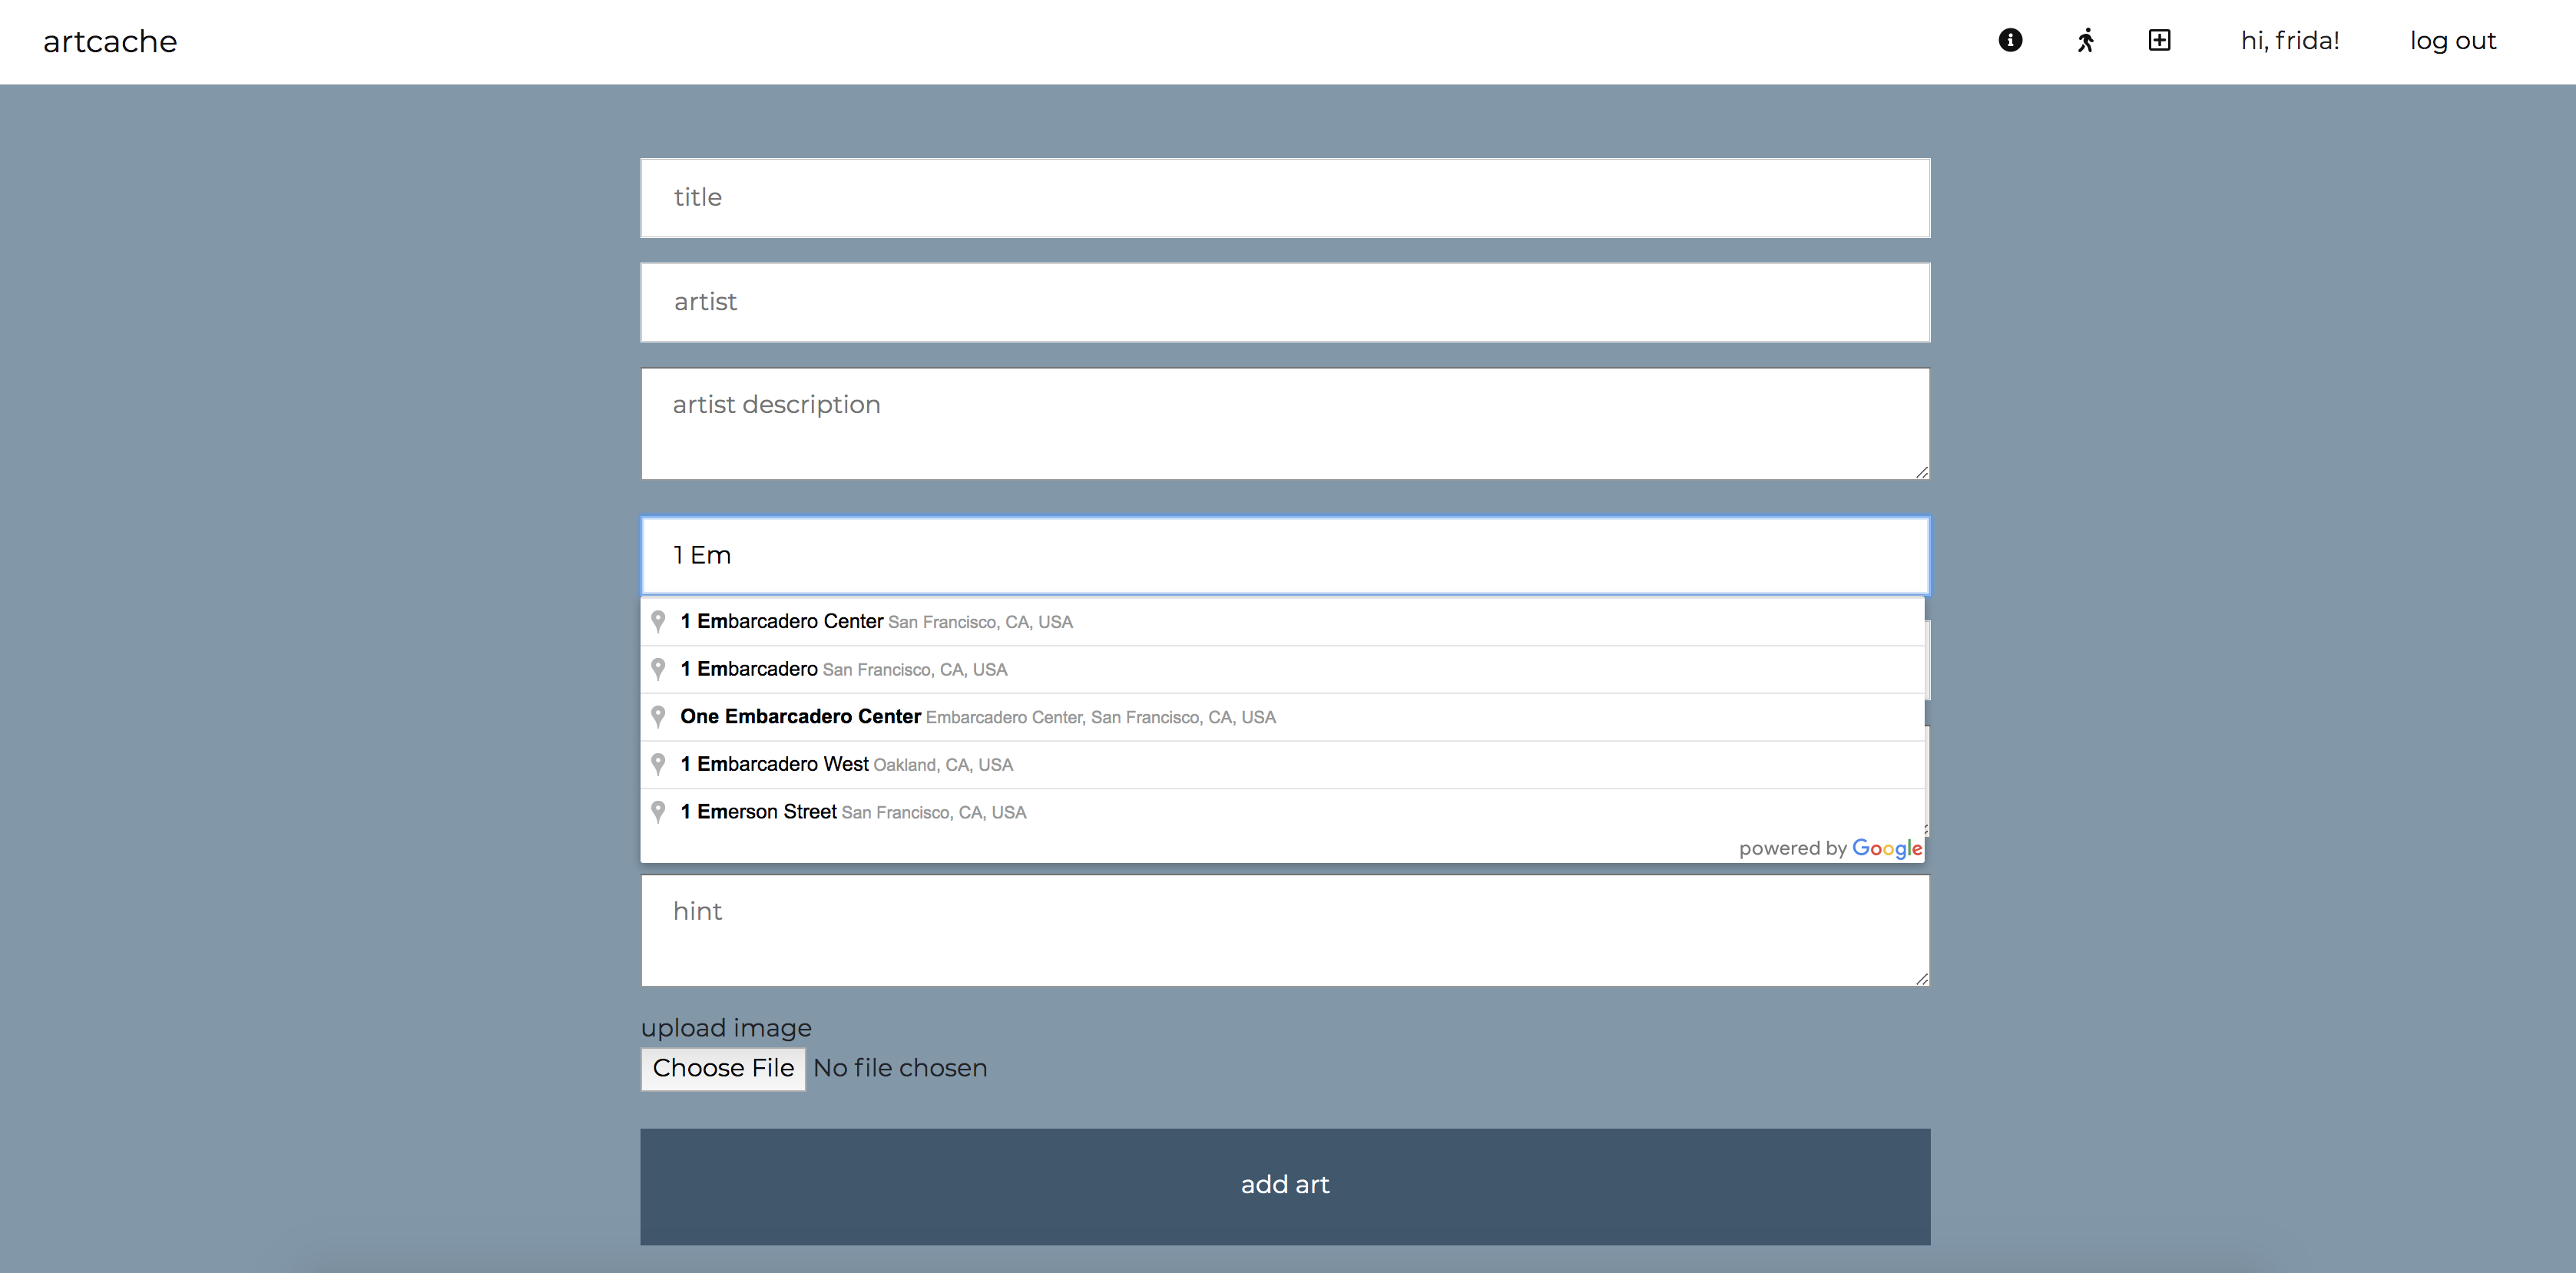 artcache hi, frida! log out
title
artist
artist description
1 Em
1 Embarcadero Center San Francisco, CA, USA
1 Embarcadero San Francisco, CA, USA
One Embarcadero Center Embarcadero Center, San Francisco, CA, USA
1 Embarcadero West Oakland, CA, USA
1 Emerson Street San Francisco, CA, USA
powered by Google
hint
upload image
Choose File No file chosen
add art